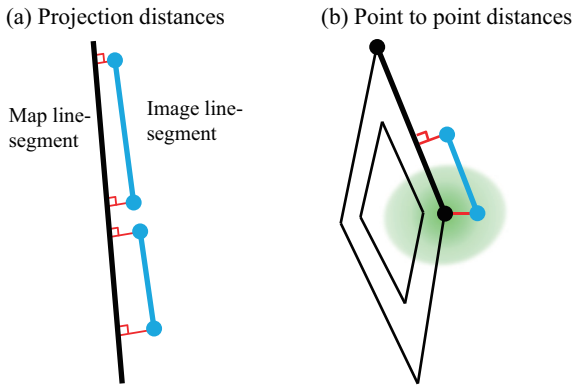 (a) Projection distances
(b) Point to point distances
Map line-
segment
Image line-
segment